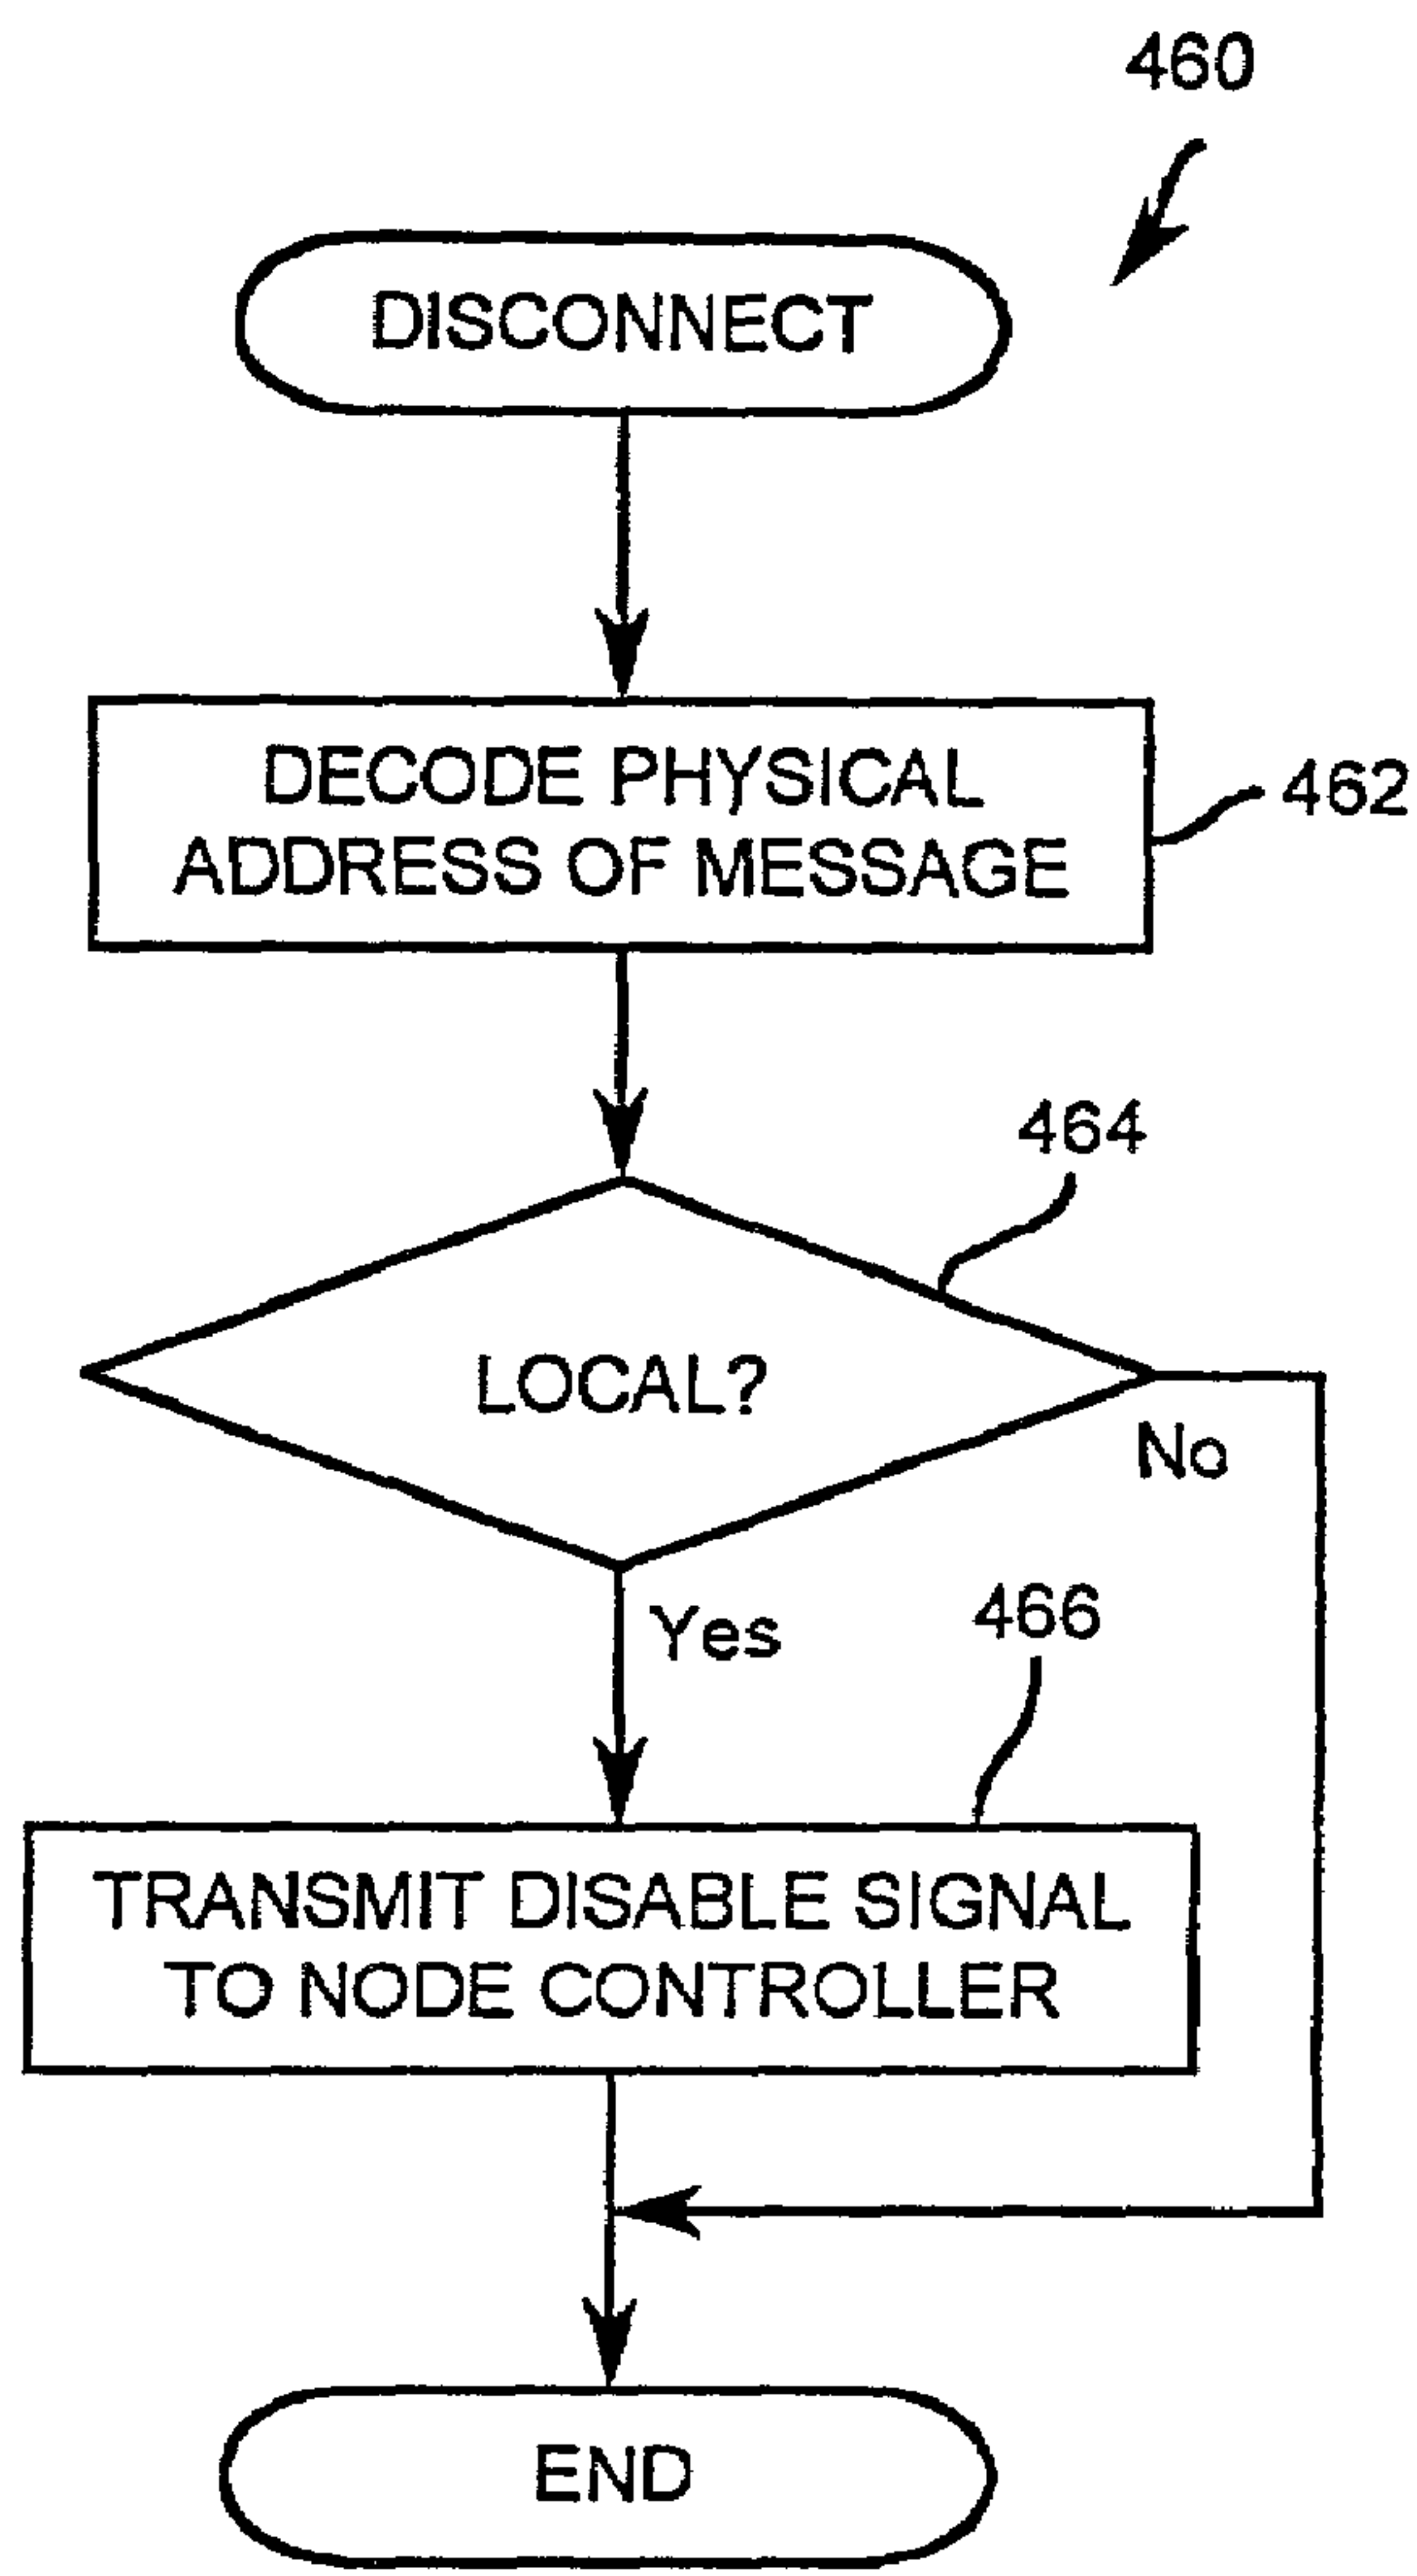 460
DISCONNECT
DECODE PHYSICAL
ADDRESS OF MESSAGE
462
464
LOCAL?
No
Yes
466
TRANSMIT DISABLE SIGNAL
TO NODE CONTROLLER
END